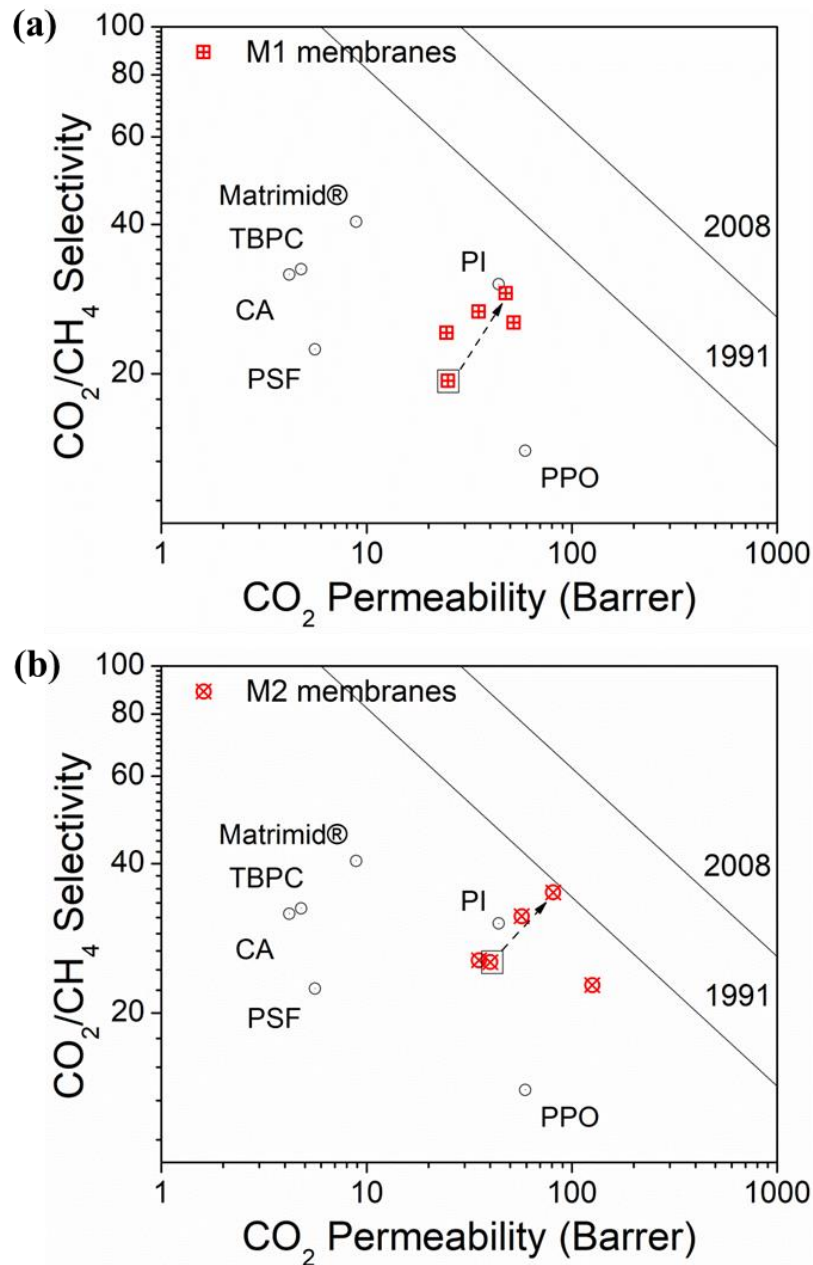 (a)
100
80
60
40
20
CO₂/CH₄ Selectivity
M1 membranes
Matrimid®
TBPC
CA
PSF
PI
PPO
2008
1991
1 10 100 1000
CO₂ Permeability (Barrer)
(b)
100
80
60
40
20
CO₂/CH₄ Selectivity
M2 membranes
Matrimid®
TBPC
CA
PSF
PI
PPO
2008
1991
1 10 100 1000
CO₂ Permeability (Barrer)